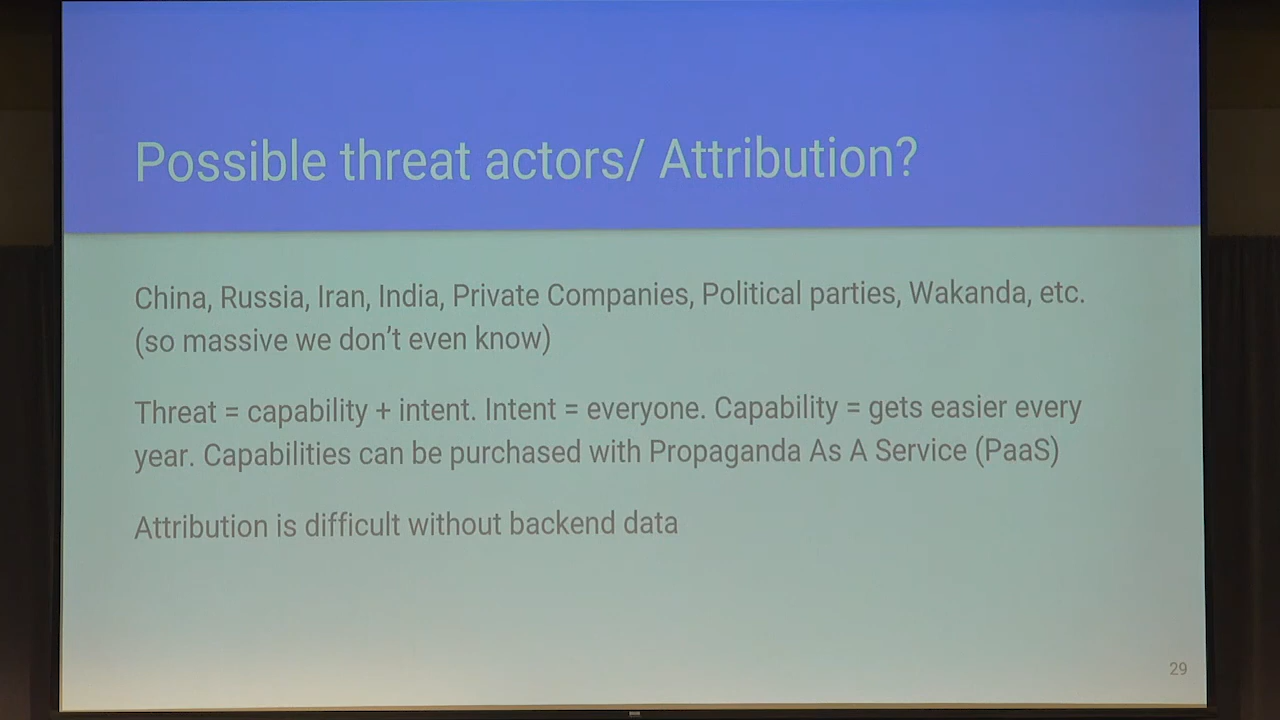 Possible threat actors/ Attribution?
China, Russia, Iran, India, Private Companies, Political parties, Wakanda, etc.
(so massive we don't even know)
Threat = capability + intent. Intent = everyone. Capability = gets easier every
year. Capabilities can be purchased with Propaganda As A Service (PaaS)
Attribution is difficult without backend data
29